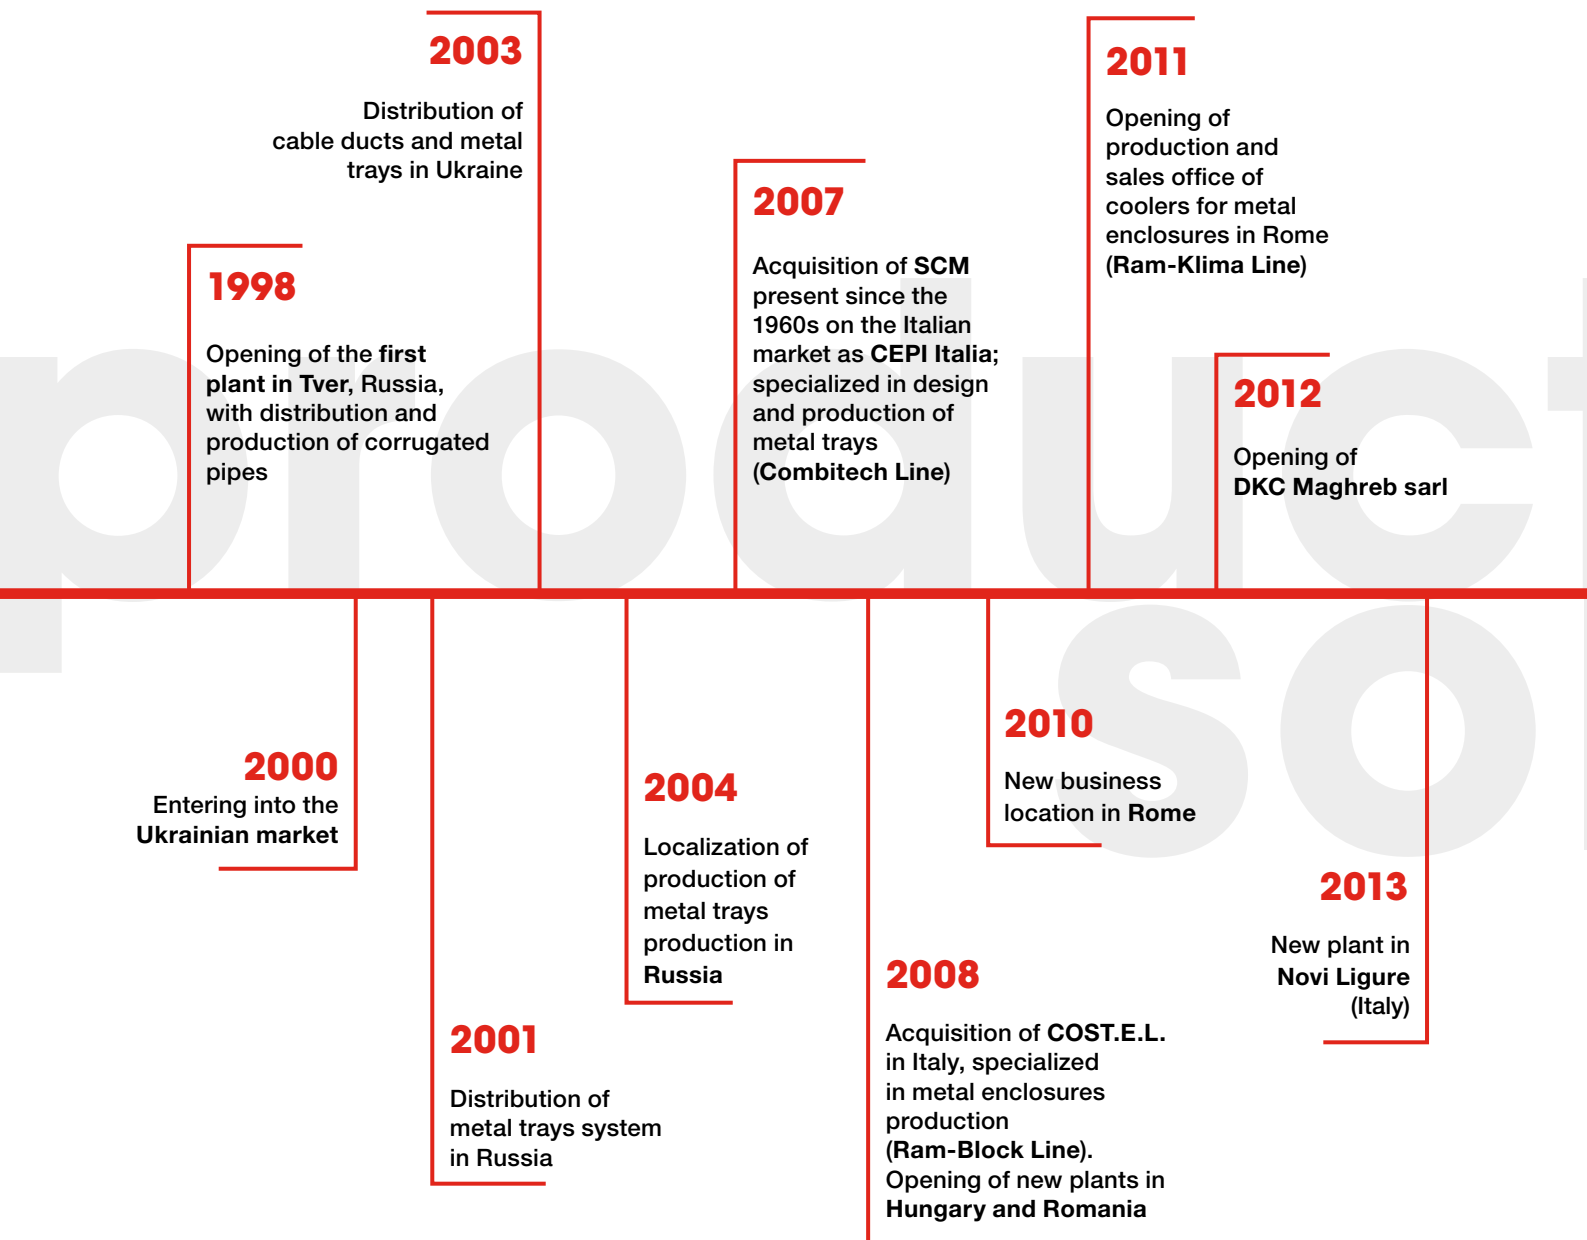 2003
Distribution of
cable ducts and metal
trays in Ukraine
2011
Opening of
production and
sales office of
coolers for metal
enclosures in Rome
(Ram-Klima Line)
2007
Acquisition of SCM
present since the
1960s on the Italian
market as CEPI Italia;
specialized in design
and production of
metal trays
(Combitech Line)
1998
Opening of the first
plant in Tver, Russia,
with distribution and
production of corrugated
pipes
2012
Opening of
DKC Maghreb sarl
product
sol
2000
Entering into the
Ukrainian market
2001
Distribution of
metal trays system
in Russia
2004
Localization of
production of
metal trays
production in
Russia
2008
Acquisition of COST.E.L.
in Italy, specialized
in metal enclosures
production
(Ram-Block Line).
Opening of new plants in
Hungary and Romania
2010
New business
location in Rome
2013
New plant in
Novi Ligure
(Italy)